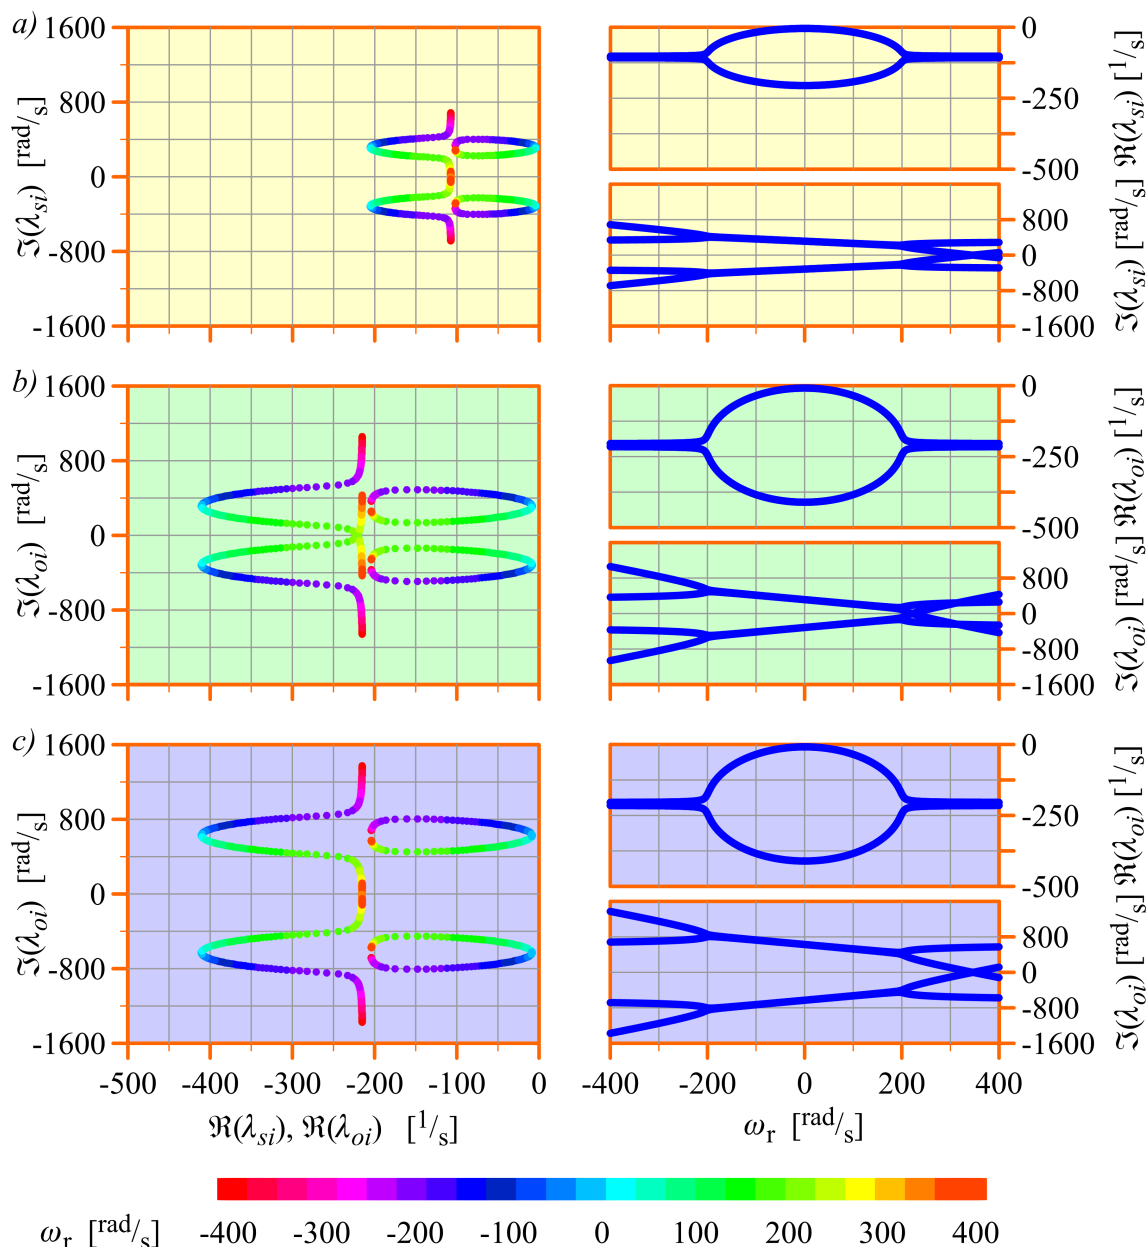 a) 1600
800
0
-800
-1600
ℑ(λsi) [rad/s]
0
-250
-500
ℜ(λsi) [1/s]
800
0
-800
-1600
ℑ(λsi) [rad/s]
b) 1600
800
0
-800
-1600
ℑ(λoi) [rad/s]
0
-250
-500
ℜ(λoi) [1/s]
800
0
-800
-1600
ℑ(λoi) [rad/s]
c) 1600
800
0
-800
-1600
ℑ(λoi) [rad/s]
0
-250
-500
ℜ(λoi) [1/s]
800
0
-800
-1600
ℑ(λoi) [rad/s]
-500 -400 -300 -200 -100 0
ℜ(λsi), ℜ(λoi) [1/s]
-400 -200 0 200 400
ωr [rad/s]
ωr [rad/s] -400 -300 -200 -100 0 100 200 300 400